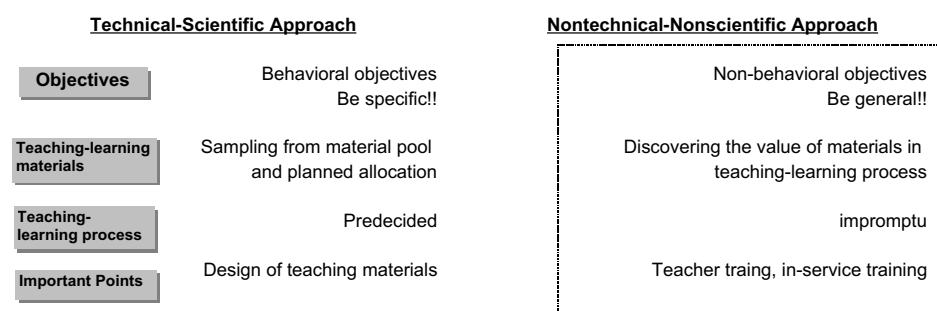 Technical-Scientific Approach
Nontechnical-Nonscientific Approach
Objectives
Behavioral objectives
Be specific!!
Non-behavioral objectives
Be general!!
Teaching-learning
materials
Sampling from material pool
and planned allocation
Discovering the value of materials in
teaching-learning process
Teaching-
learning process
Predecided
impromptu
Important Points
Design of teaching materials
Teacher traing, in-service training